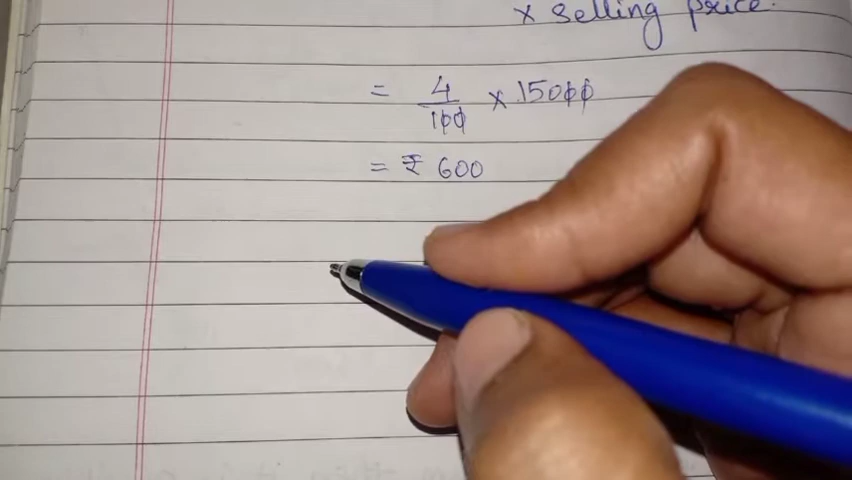 x selling price.
= 4/100 x 15000
= ₹ 600